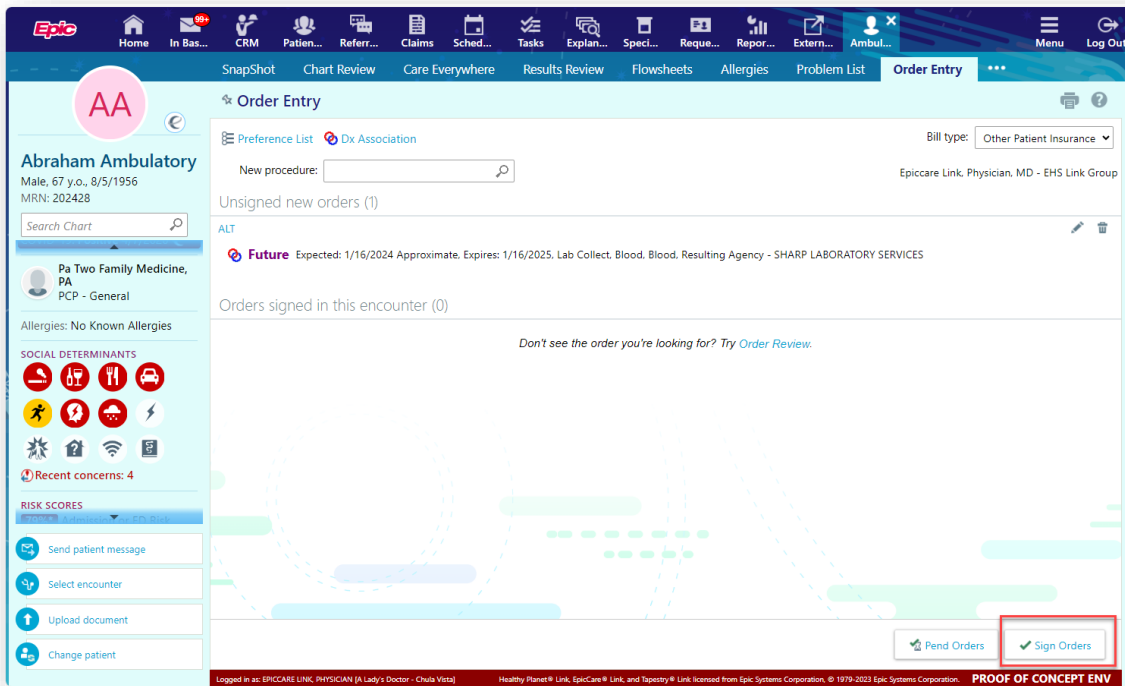 Epic
99+
Home
In Bas...
CRM
Patien...
Referr...
Claims
Sched...
Tasks
Explan...
Speci...
Reque...
Repor...
Extern...
Ambul...
Menu
Log Out
SnapShot
Chart Review
Care Everywhere
Results Review
Flowsheets
Allergies
Problem List
Order Entry
AA
Abraham Ambulatory
Male, 67 y.o., 8/5/1956
MRN: 202428
Search Chart
Pa Two Family Medicine,
PA
PCP - General
Allergies: No Known Allergies
SOCIAL DETERMINANTS
Recent concerns: 4
RISK SCORES
Send patient message
Select encounter
Upload document
Change patient
Order Entry
Preference List
Dx Association
Bill type: Other Patient Insurance
New procedure:
Epiccare Link, Physician, MD - EHS Link Group
Unsigned new orders (1)
ALT
Future Expected: 1/16/2024 Approximate, Expires: 1/16/2025, Lab Collect, Blood, Blood, Resulting Agency - SHARP LABORATORY SERVICES
Orders signed in this encounter (0)
Don't see the order you're looking for? Try Order Review.
Pend Orders
Sign Orders
Logged in as: EPICCARE LINK, PHYSICIAN [A Lady's Doctor - Chula Vista]
Healthy Planet® Link, EpicCare® Link, and Tapestry® Link licensed from Epic Systems Corporation, © 1979-2023 Epic Systems Corporation.
PROOF OF CONCEPT ENV